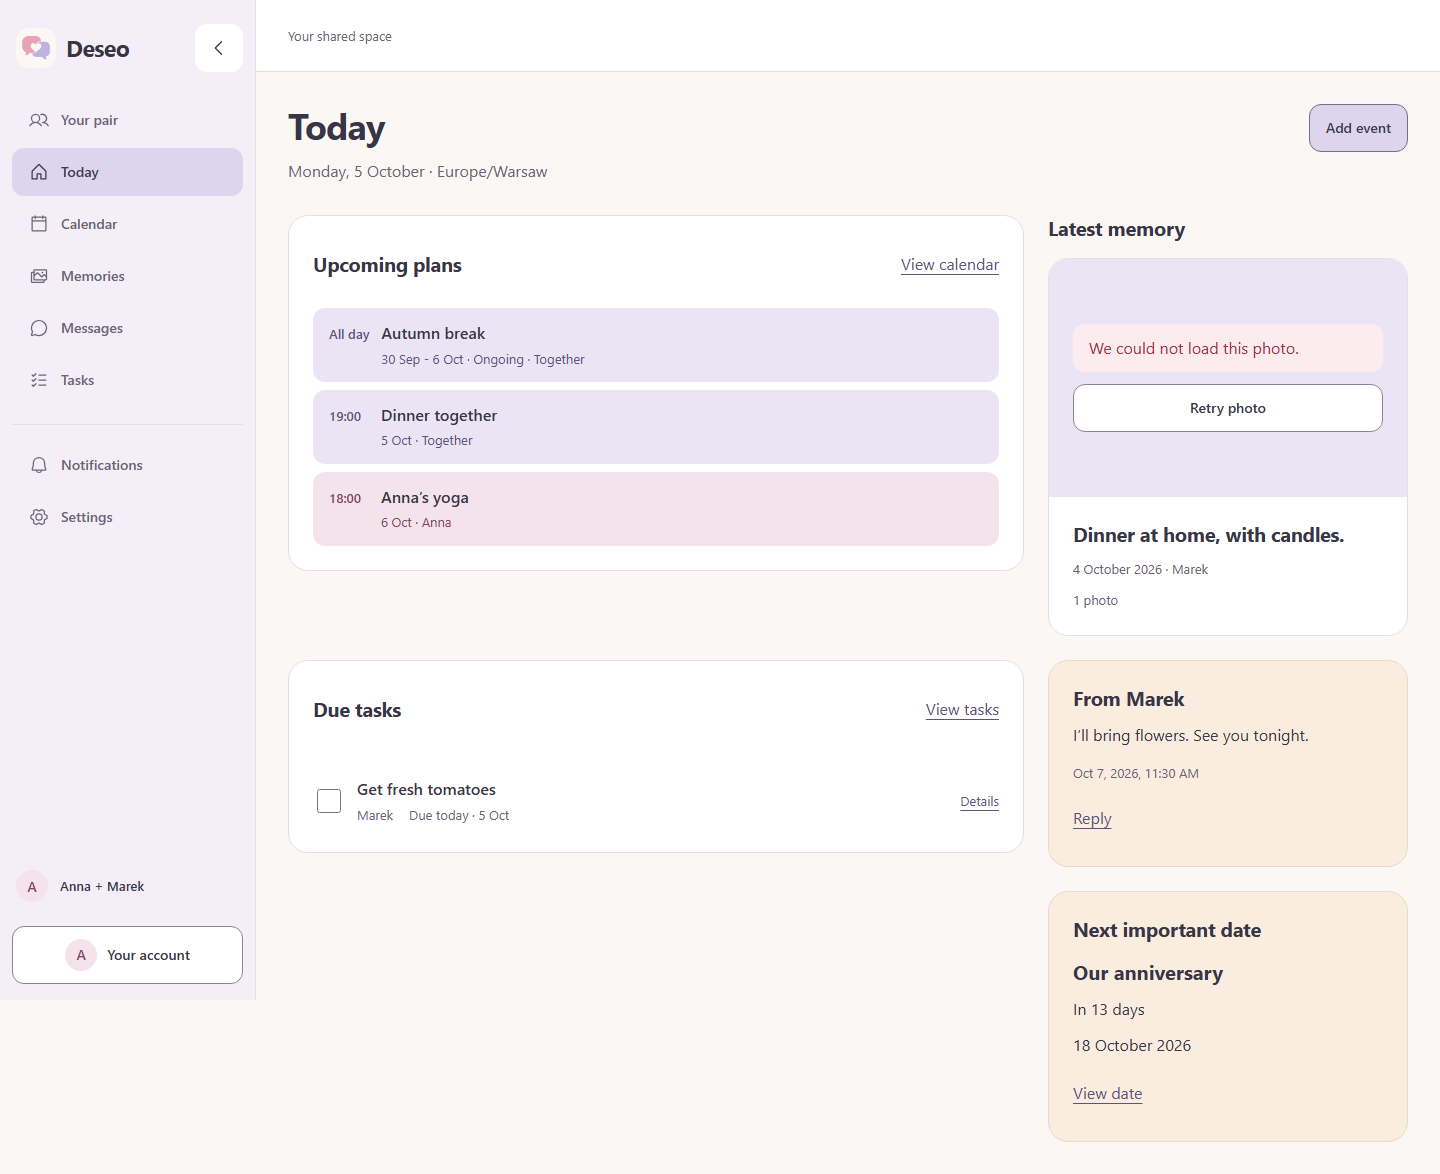 Deseo
Your pair
Today
Calendar
Memories
Messages
Tasks
Notifications
Settings
A
Anna + Marek
A
Your account
Your shared space
Today
Monday, 5 October · Europe/Warsaw
Add event
Upcoming plans
View calendar
All day
Autumn break
30 Sep - 6 Oct · Ongoing · Together
19:00
Dinner together
5 Oct · Together
18:00
Anna’s yoga
6 Oct · Anna
Latest memory
We could not load this photo.
Retry photo
Dinner at home, with candles.
4 October 2026 · Marek
1 photo
Due tasks
View tasks
Get fresh tomatoes
Marek Due today · 5 Oct
Details
From Marek
I’ll bring flowers. See you tonight.
Oct 7, 2026, 11:30 AM
Reply
Next important date
Our anniversary
In 13 days
18 October 2026
View date